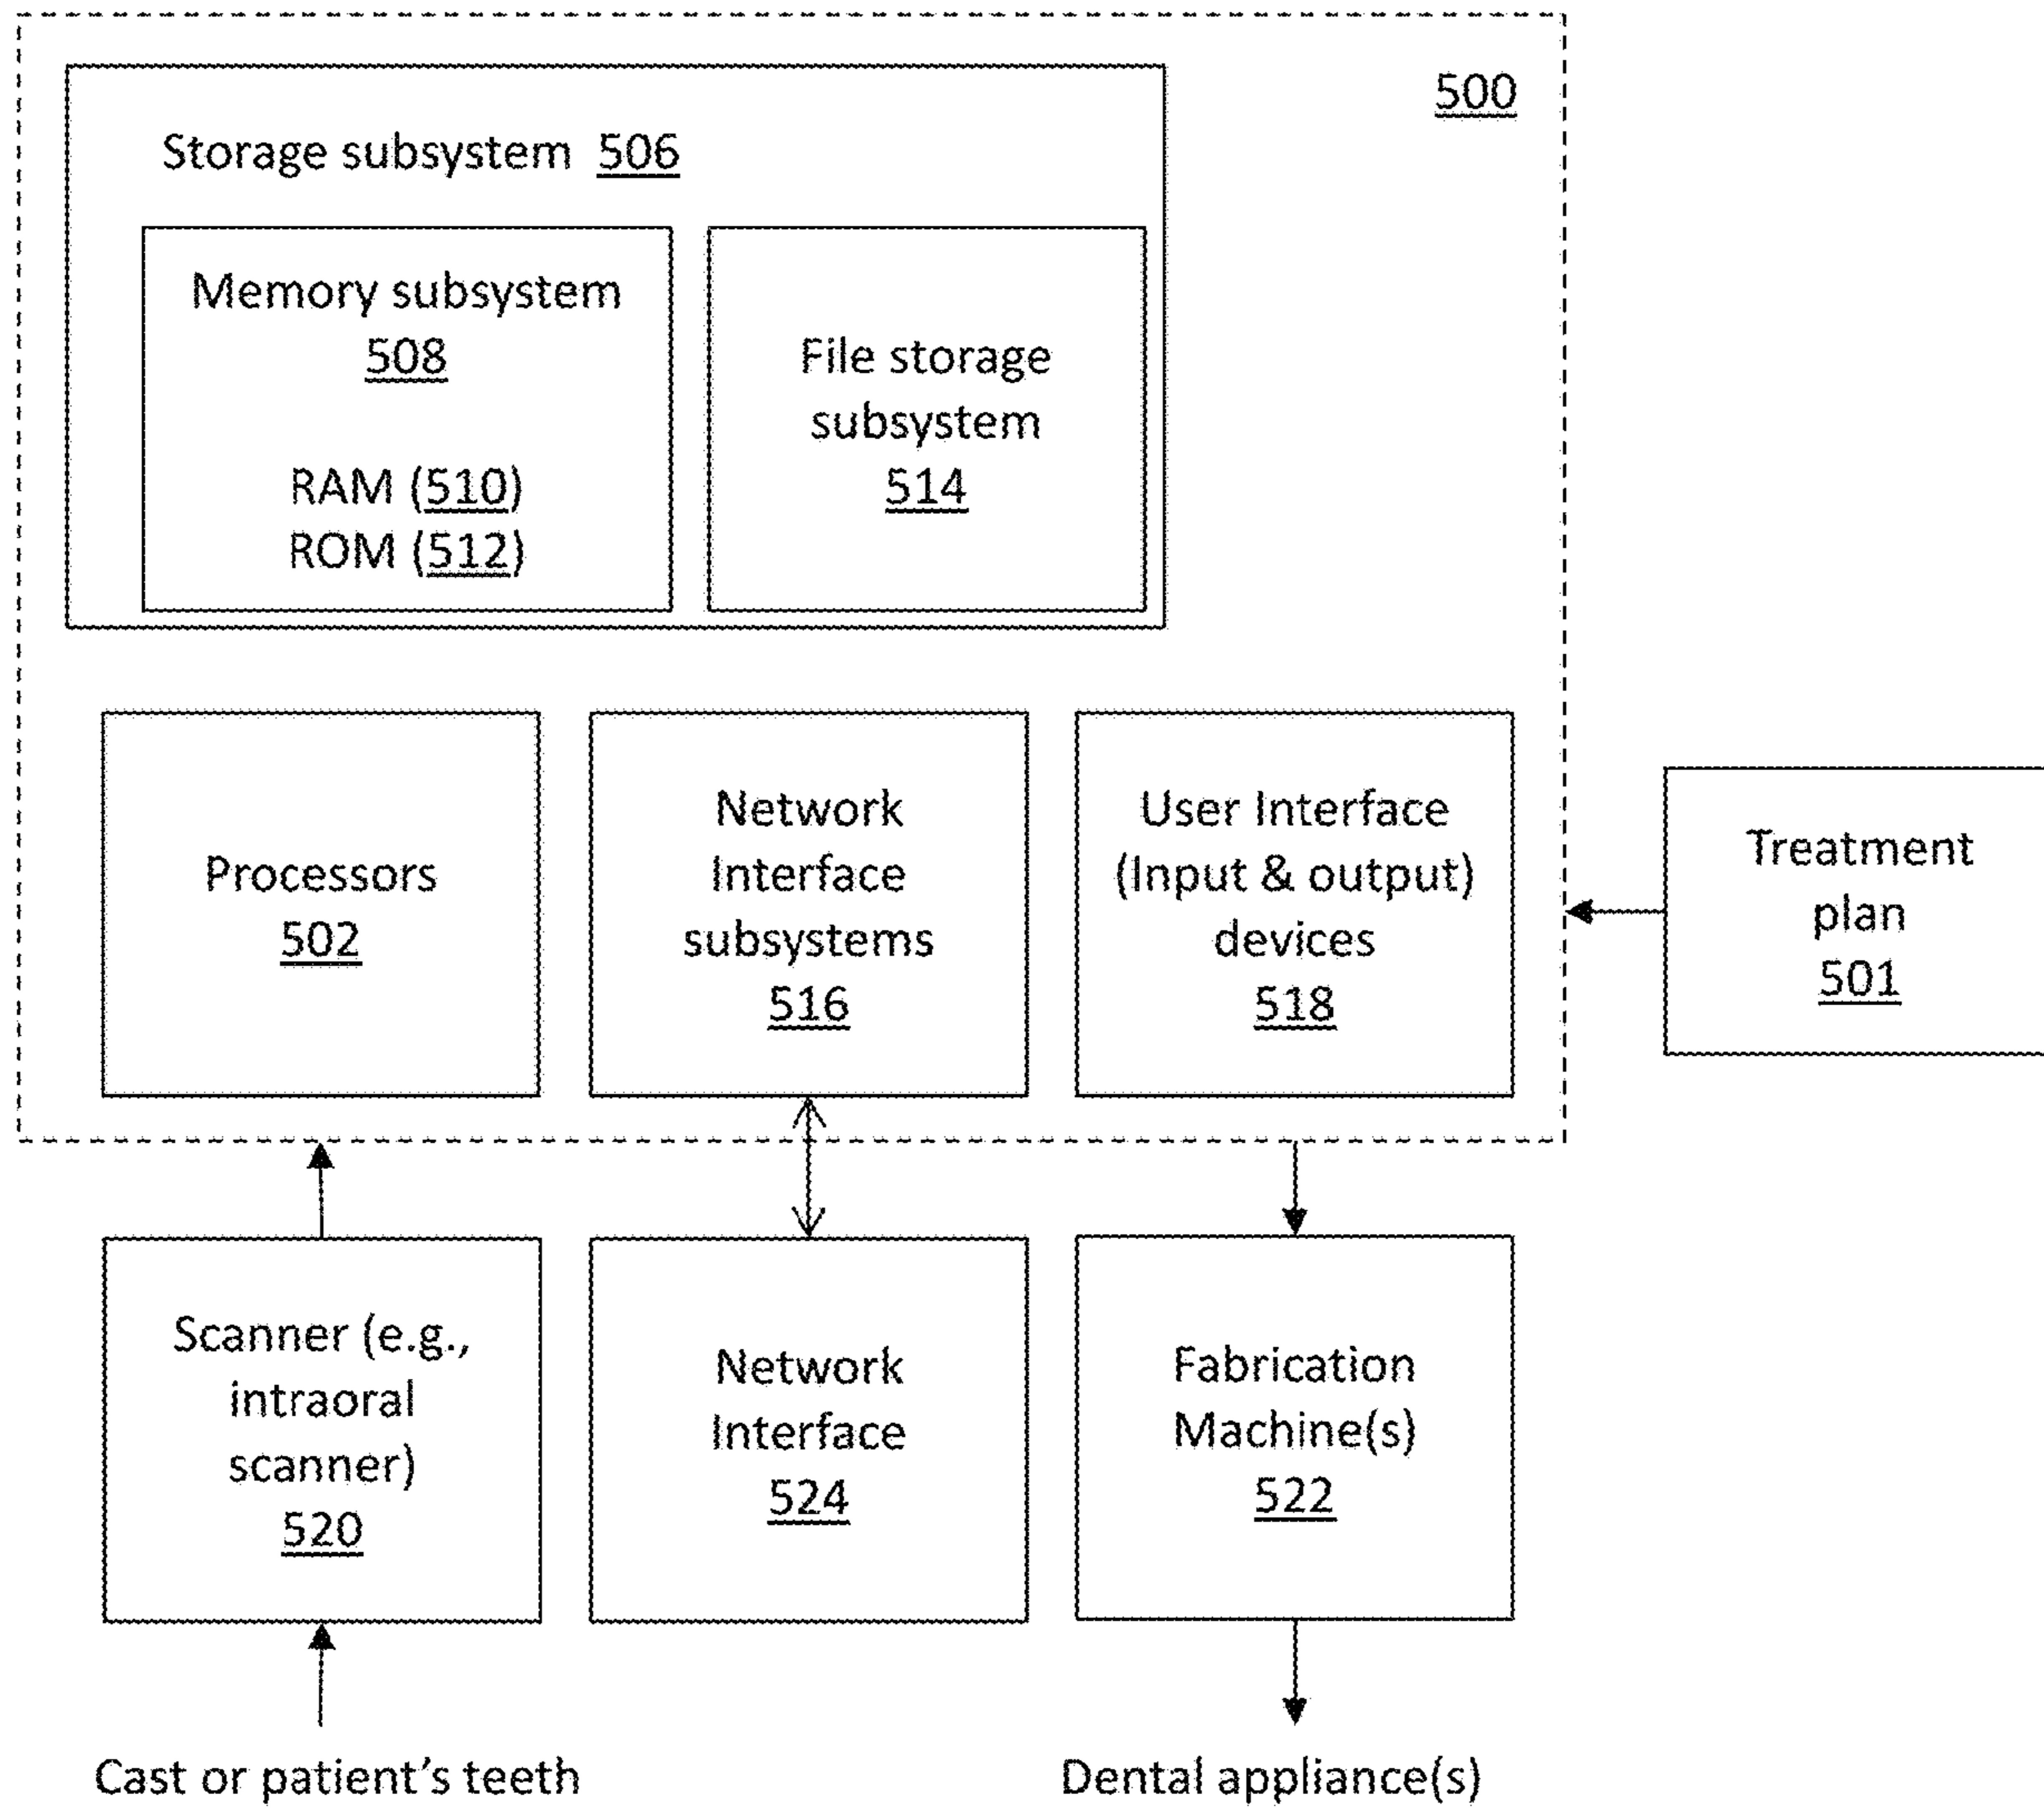 500
Storage subsystem 506
Memory subsystem
508
RAM (510)
ROM (512)
File storage
subsystem
514
Processors
502
Network
Interface
subsystems
516
User Interface
(Input & output)
devices
518
Treatment
plan
501
Scanner (e.g.,
intraoral
scanner)
520
Network
Interface
524
Fabrication
Machine(s)
522
Cast or patient's teeth
Dental appliance(s)